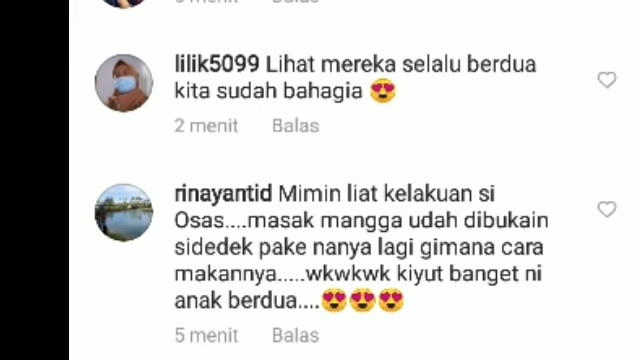 lilik5099 Lihat mereka selalu berdua
kita sudah bahagia 😍
2 menit Balas
rinayantid Mimin liat kelakuan si
Osas....masak mangga udah dibukain
sidedek pake nanya lagi gimana cara
makannya.....wkwkwk kiyut banget ni
anak berdua....😍😍😍
5 menit Balas